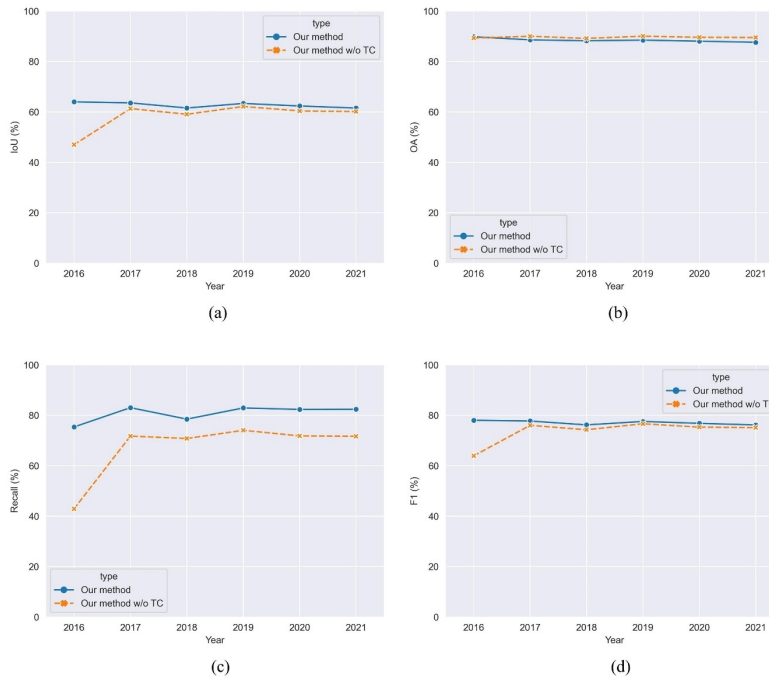 100
80
60
40
20
0
IoU (%)
type
Our method
Our method w/o TC
2016 2017 2018 2019 2020 2021
Year
(a)
100
80
60
40
20
0
OA (%)
type
Our method
Our method w/o TC
2016 2017 2018 2019 2020 2021
Year
(b)
100
80
60
40
20
0
Recall (%)
type
Our method
Our method w/o TC
2016 2017 2018 2019 2020 2021
Year
(c)
100
80
60
40
20
0
F1 (%)
type
Our method
Our method w/o T
2016 2017 2018 2019 2020 2021
Year
(d)